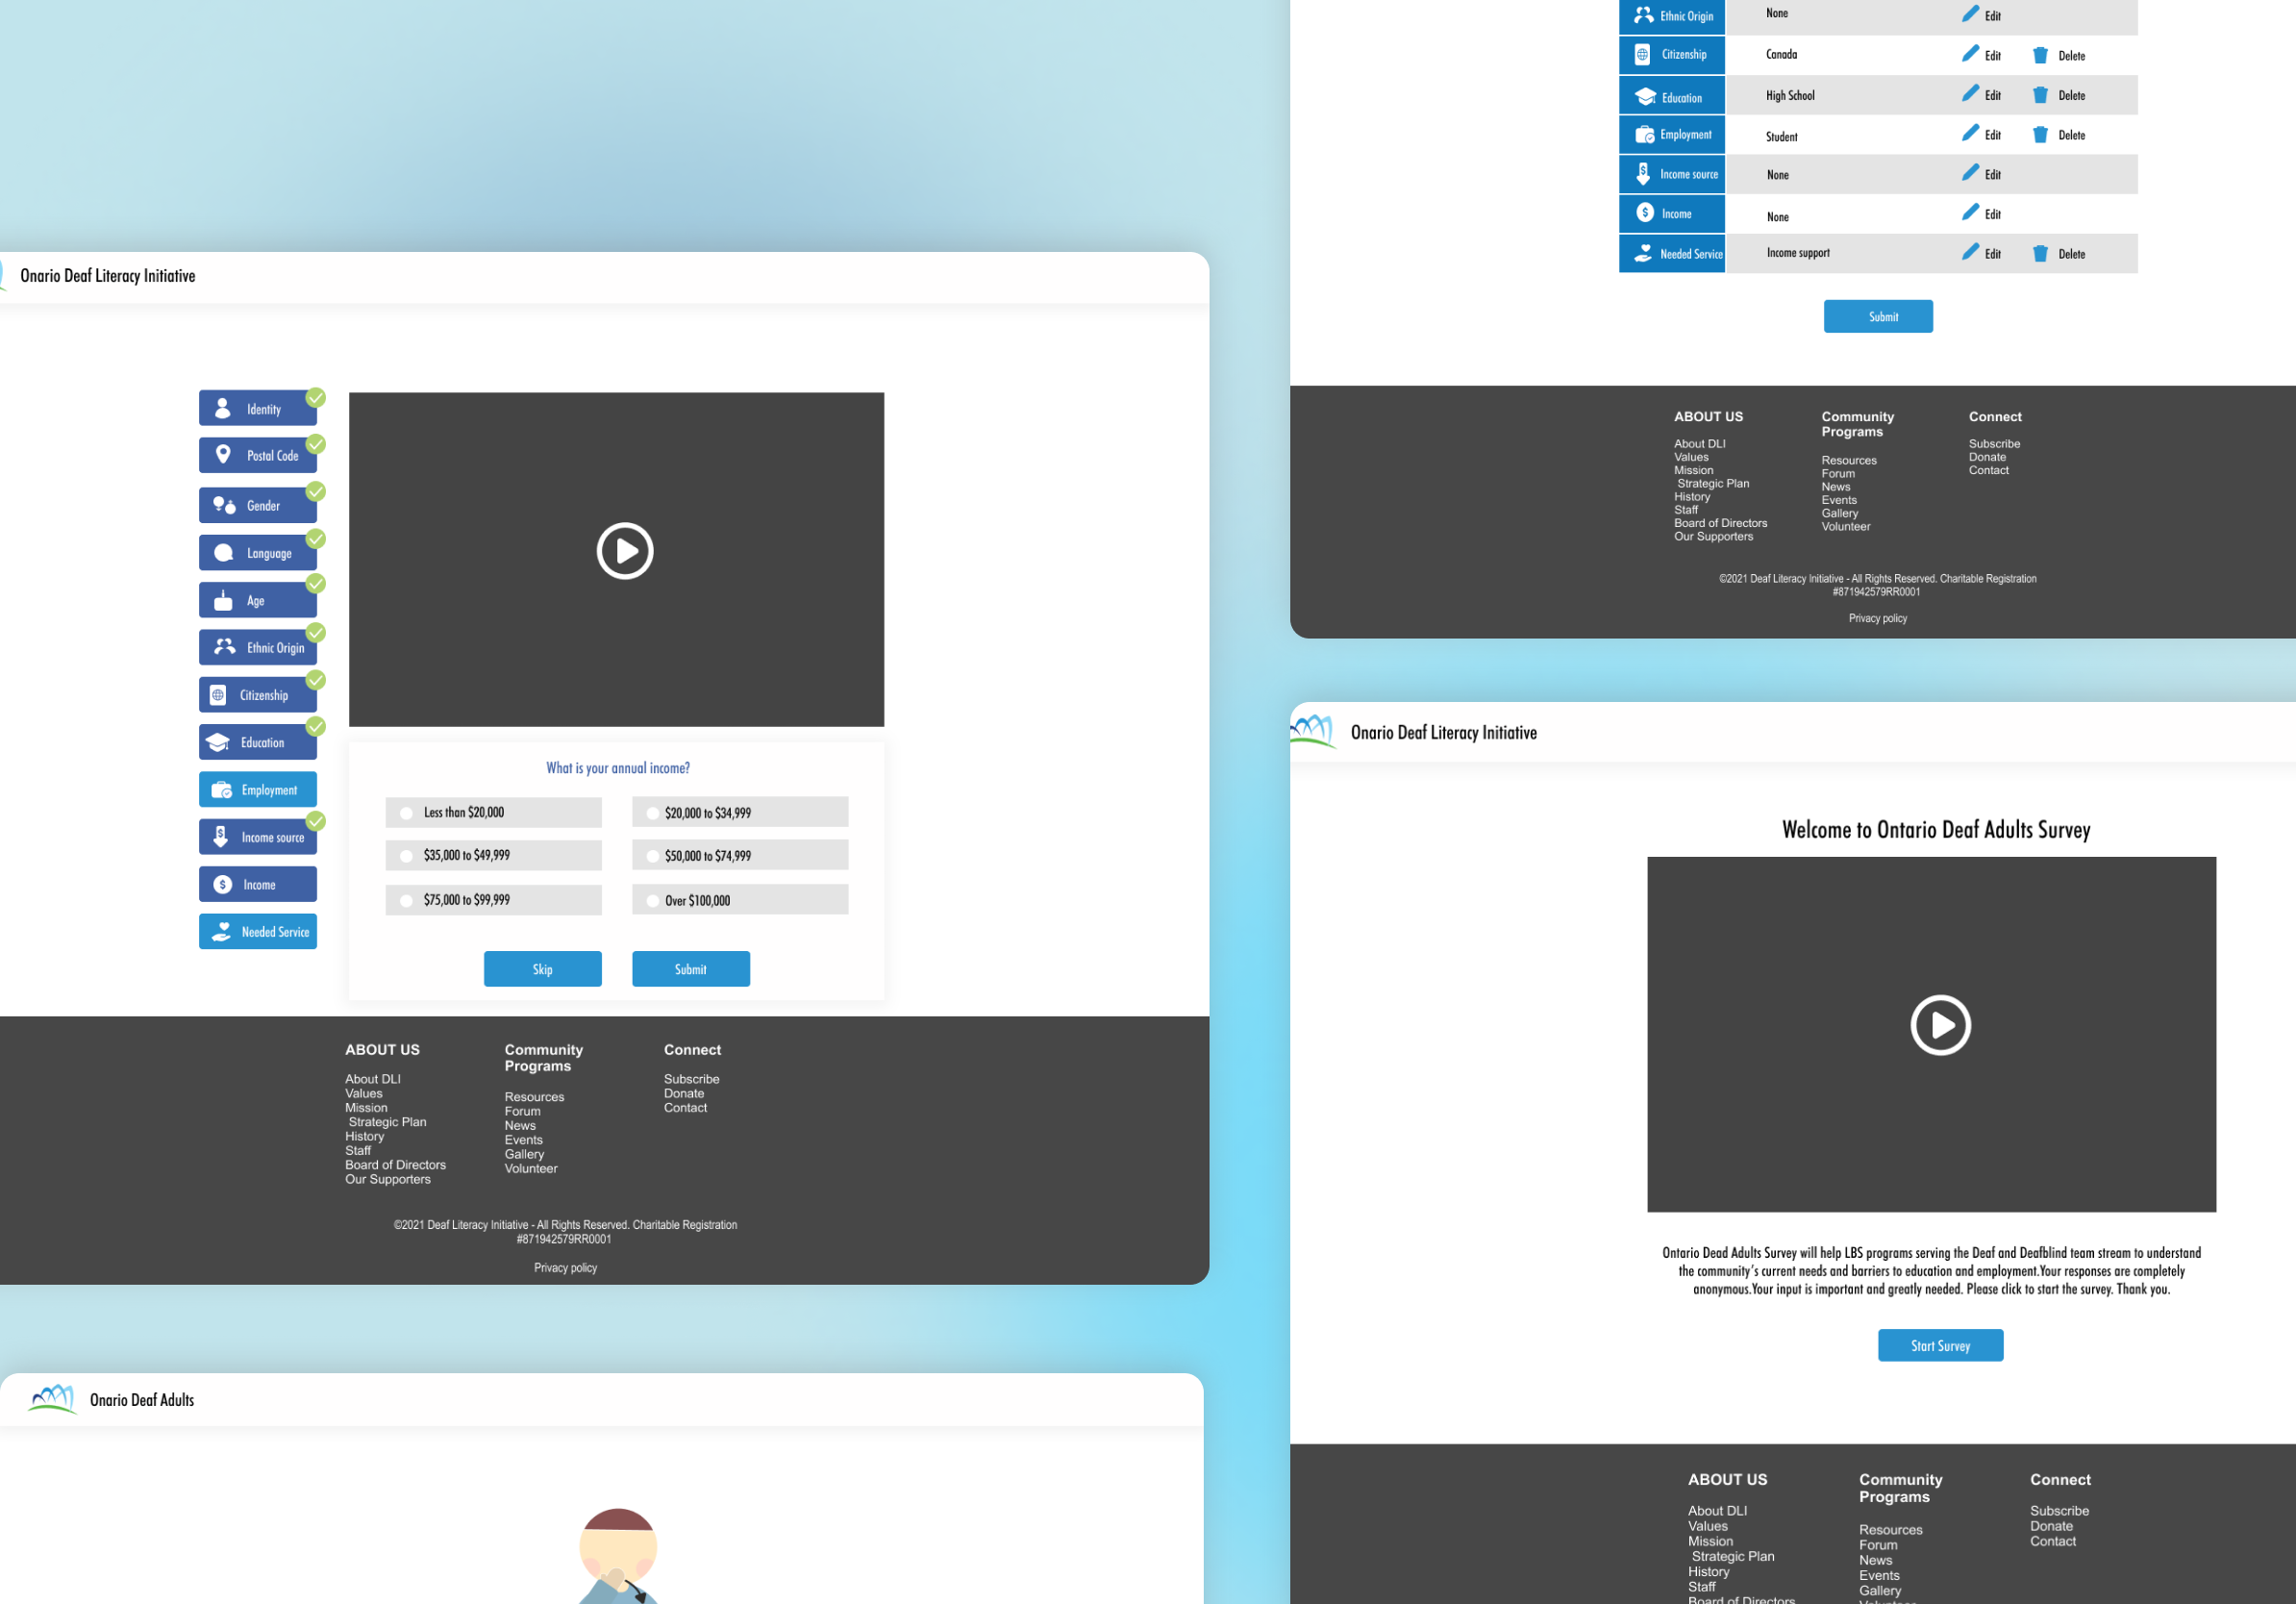 Onario Deaf Literacy Initiative
Identity
Postal Code
Gender
Language
Age
Ethnic Origin
Citizenship
Education
Employment
Income source
Income
Needed Service
What is your annual income?
Less than $20,000
$20,000 to $34,999
$35,000 to $49,999
$50,000 to $74,999
$75,000 to $99,999
Over $100,000
Skip
Submit
ABOUT US
About DLI
Values
Mission
Strategic Plan
History
Staff
Board of Directors
Our Supporters
Community
Programs
Resources
Forum
News
Events
Gallery
Volunteer
Connect
Subscribe
Donate
Contact
©2021 Deaf Literacy Initiative - All Rights Reserved. Charitable Registration
#871942579RR0001
Privacy policy
Onario Deaf Adults
Ethnic Origin None Edit
Citizenship Canada Edit Delete
Education High School Edit Delete
Employment Student Edit Delete
Income source None Edit
Income None Edit
Needed Service Income support Edit Delete
Submit
ABOUT US
About DLI
Values
Mission
Strategic Plan
History
Staff
Board of Directors
Our Supporters
Community
Programs
Resources
Forum
News
Events
Gallery
Volunteer
Connect
Subscribe
Donate
Contact
©2021 Deaf Literacy Initiative - All Rights Reserved. Charitable Registration
#871942579RR0001
Privacy policy
Onario Deaf Literacy Initiative
Welcome to Ontario Deaf Adults Survey
Ontario Dead Adults Survey will help LBS programs serving the Deaf and Deafblind team stream to understand
the community's current needs and barriers to education and employment.Your responses are completely
anonymous.Your input is important and greatly needed. Please click to start the survey. Thank you.
Start Survey
ABOUT US
About DLI
Values
Mission
Strategic Plan
History
Staff
Board of Directors
Community
Programs
Resources
Forum
News
Events
Gallery
Connect
Subscribe
Donate
Contact